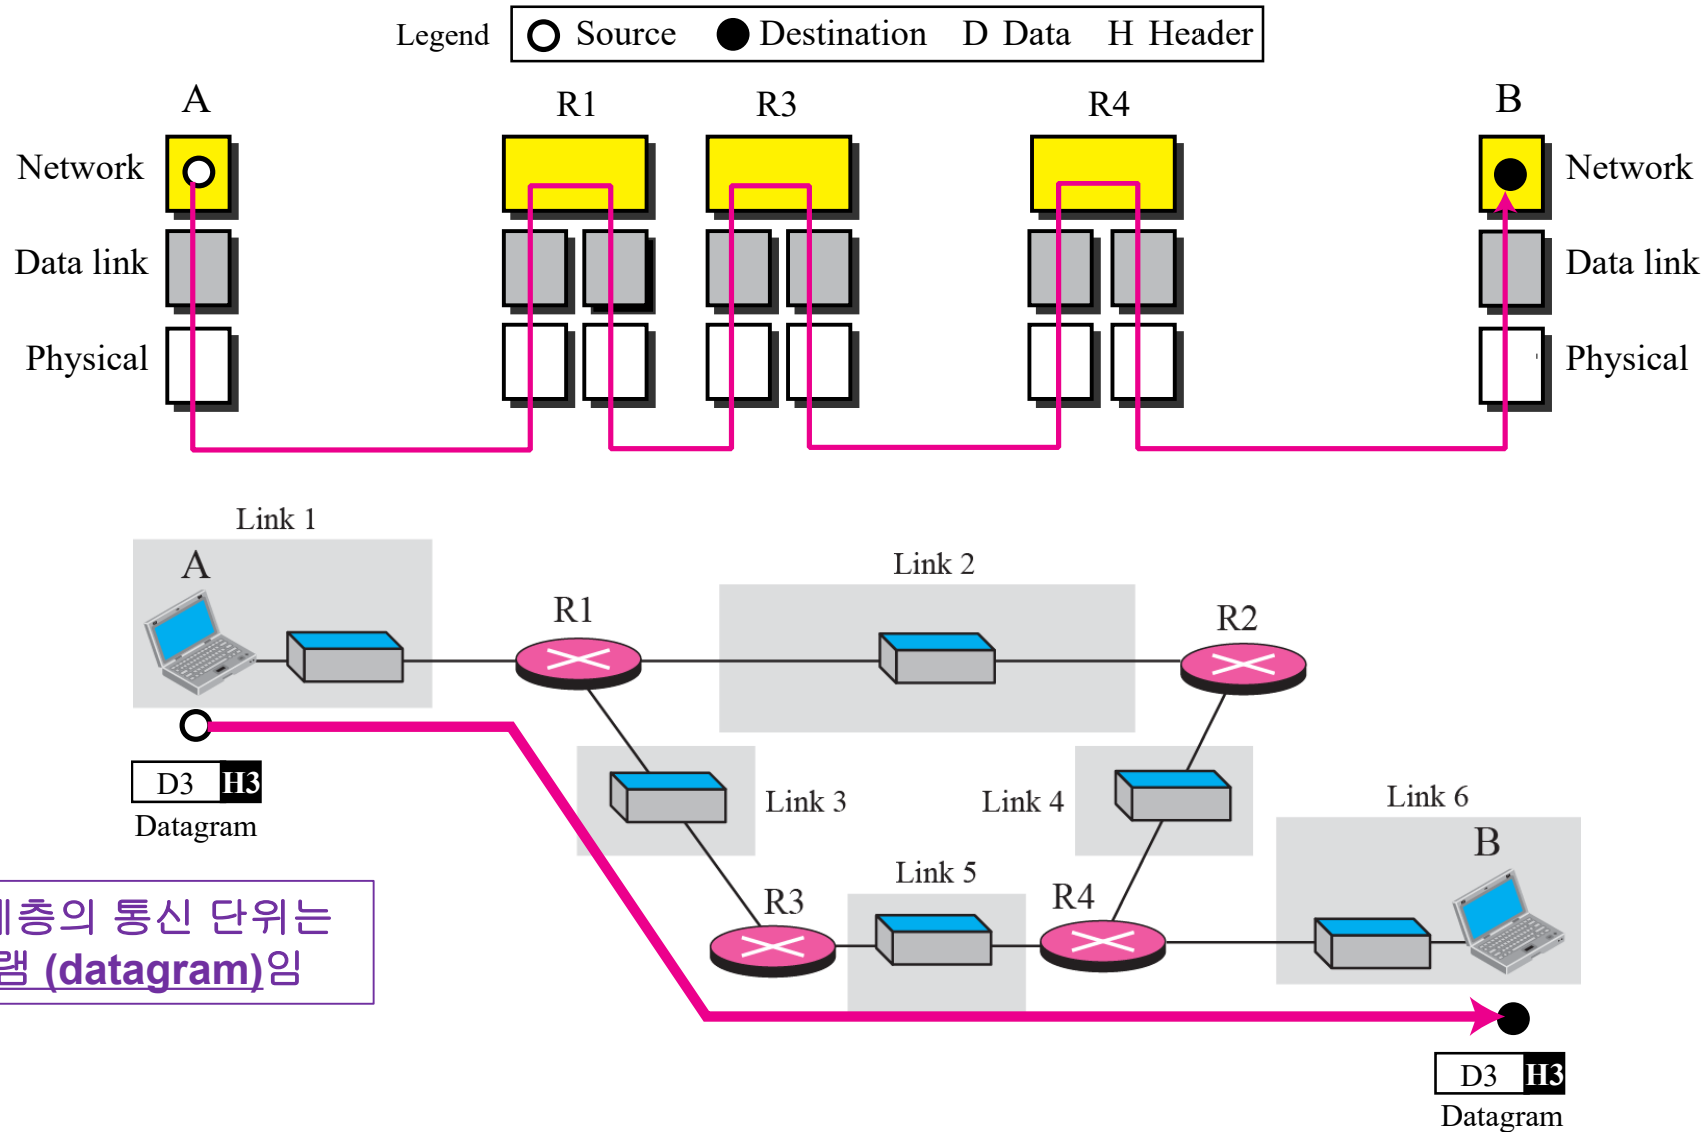 Legend Source Destination D Data H Header
A R1 R3 R4 B
Network Network
Data link Data link
Physical Physical
Link 1
A
Link 2
R1
R2
D3 H3
Datagram
Link 3
Link 4
Link 6
B
Link 5
R3
R4
계층의 통신 단위는
램 (datagram)임
D3 H3
Datagram